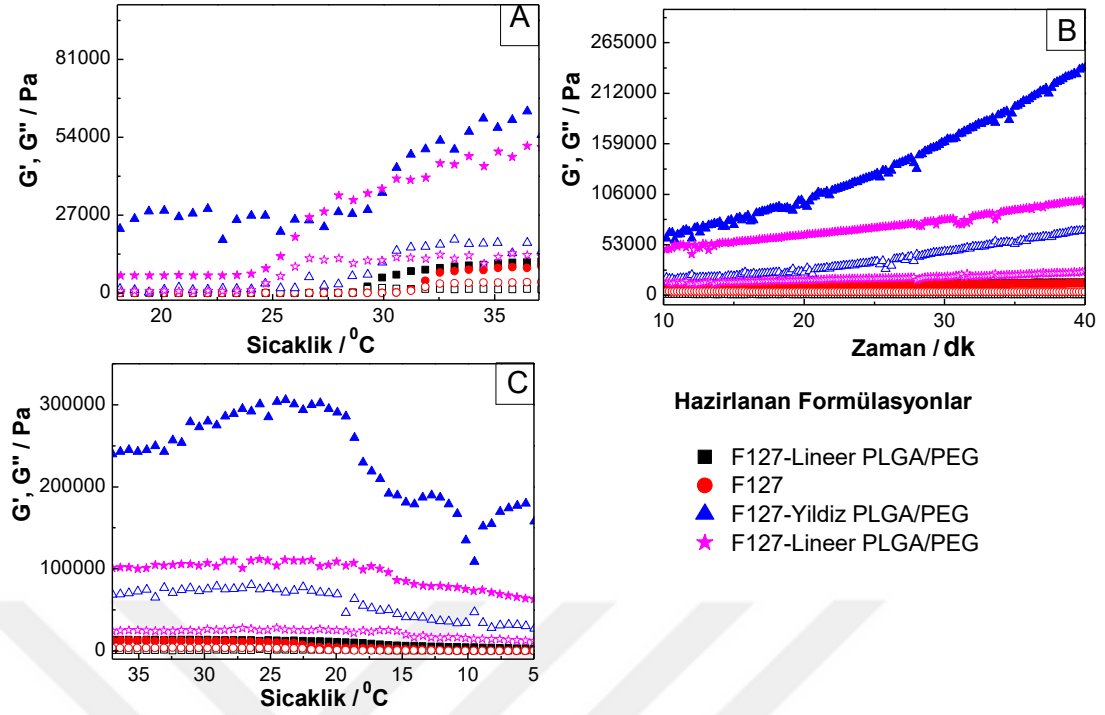 A
G', G" / Pa
81000
54000
27000
0
20 25 30 35
Sicaklik / ⁰C
B
G', G" / Pa
265000
212000
159000
106000
53000
0
10 20 30 40
Zaman / dk
C
G', G" / Pa
300000
200000
100000
0
35 30 25 20 15 10 5
Sicaklik / ⁰C
Hazirlanan Formülasyonlar
F127-Lineer PLGA/PEG
F127
F127-Yildiz PLGA/PEG
F127-Lineer PLGA/PEG